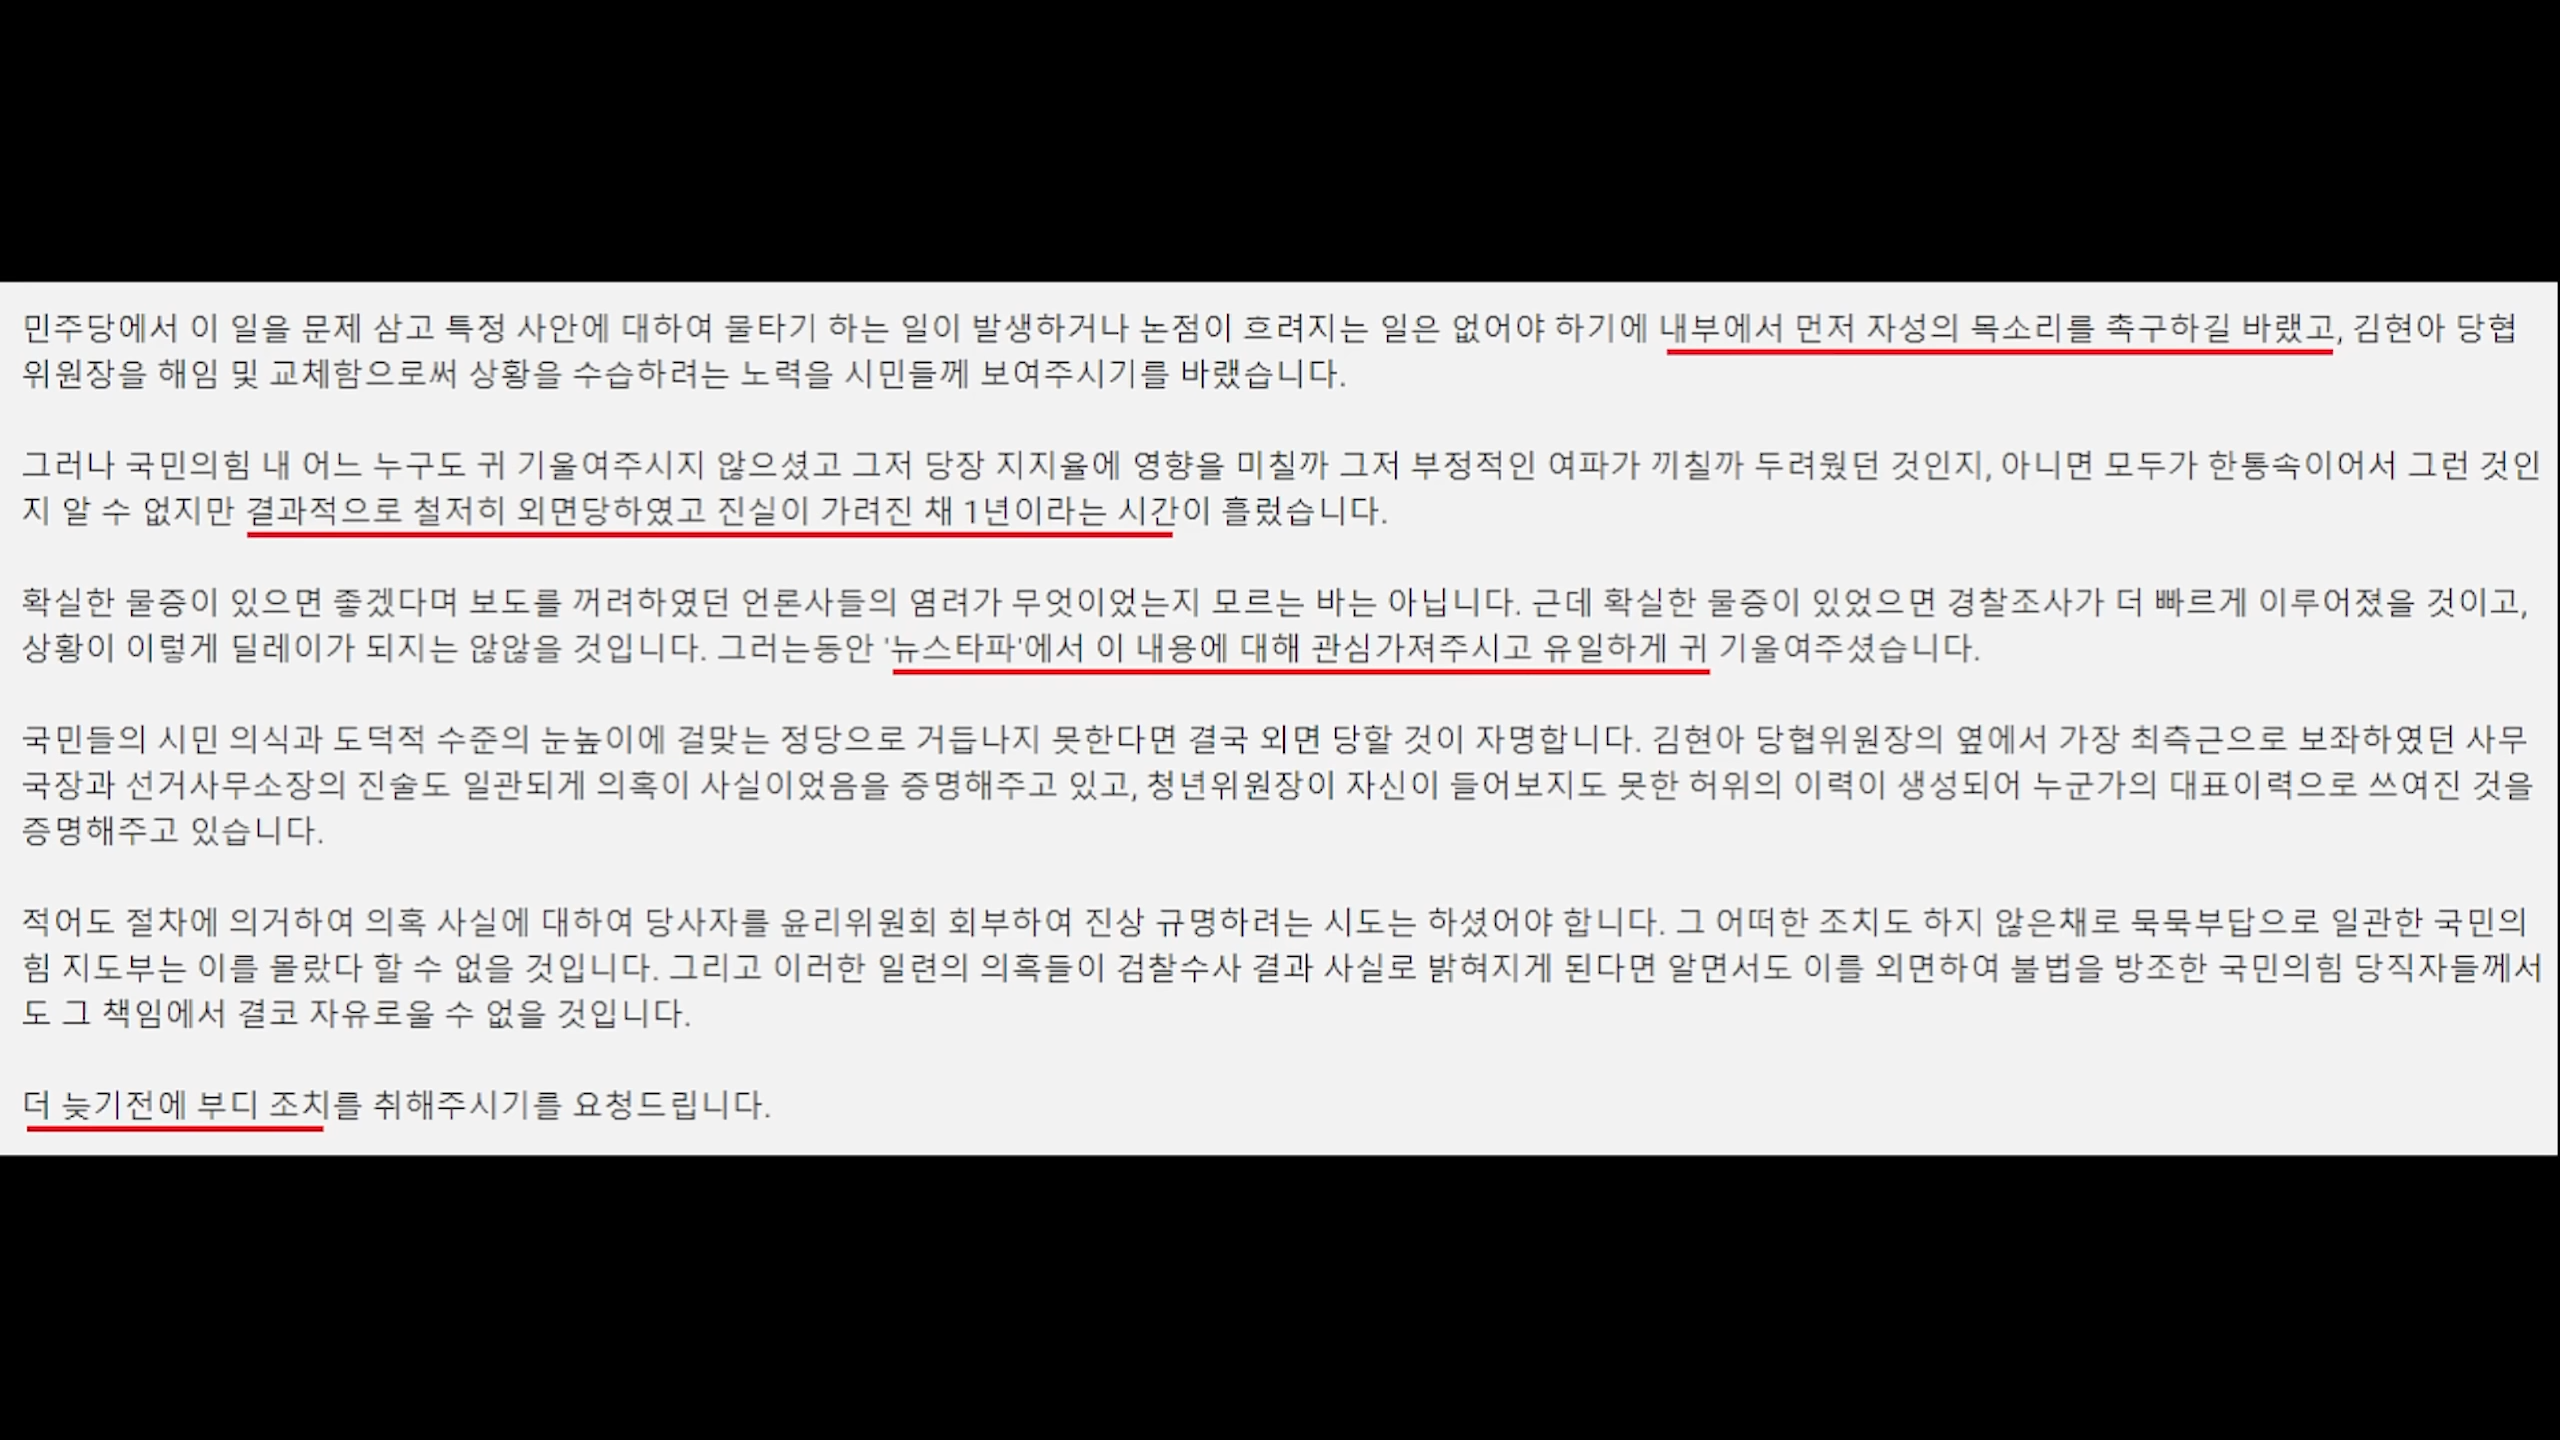 민주당에서 이 일을 문제 삼고 특정 사안에 대하여 물타기 하는 일이 발생하거나 논점이 흐려지는 일은 없어야 하기에 내부에서 먼저 자성의 목소리를 촉구하길 바랬고, 김현아 당협
위원장을 해임 및 교체함으로써 상황을 수습하려는 노력을 시민들께 보여주시기를 바랬습니다.
그러나 국민의힘 내 어느 누구도 귀 기울여주시지 않으셨고 그저 당장 지지율에 영향을 미칠까 그저 부정적인 여파가 끼칠까 두려웠던 것인지, 아니면 모두가 한통속이어서 그런 것인
지 알 수 없지만 결과적으로 철저히 외면당하였고 진실이 가려진 채 1년이라는 시간이 흘렀습니다.
확실한 물증이 있으면 좋겠다며 보도를 꺼려하였던 언론사들의 염려가 무엇이었는지 모르는 바는 아닙니다. 근데 확실한 물증이 있었으면 경찰조사가 더 빠르게 이루어졌을 것이고,
상황이 이렇게 딜레이가 되지는 않않을 것입니다. 그러는동안 '뉴스타파'에서 이 내용에 대해 관심가져주시고 유일하게 귀 기울여주셨습니다.
국민들의 시민 의식과 도덕적 수준의 눈높이에 걸맞는 정당으로 거듭나지 못한다면 결국 외면 당할 것이 자명합니다. 김현아 당협위원장의 옆에서 가장 최측근으로 보좌하였던 사무
국장과 선거사무소장의 진술도 일관되게 의혹이 사실이었음을 증명해주고 있고, 청년위원장이 자신이 들어보지도 못한 허위의 이력이 생성되어 누군가의 대표이력으로 쓰여진 것을
증명해주고 있습니다.
적어도 절차에 의거하여 의혹 사실에 대하여 당사자를 윤리위원회 회부하여 진상 규명하려는 시도는 하셨어야 합니다. 그 어떠한 조치도 하지 않은채로 묵묵부답으로 일관한 국민의
힘 지도부는 이를 몰랐다 할 수 없을 것입니다. 그리고 이러한 일련의 의혹들이 검찰수사 결과 사실로 밝혀지게 된다면 알면서도 이를 외면하여 불법을 방조한 국민의힘 당직자들께서
도 그 책임에서 결코 자유로울 수 없을 것입니다.
더 늦기전에 부디 조치를 취해주시기를 요청드립니다.